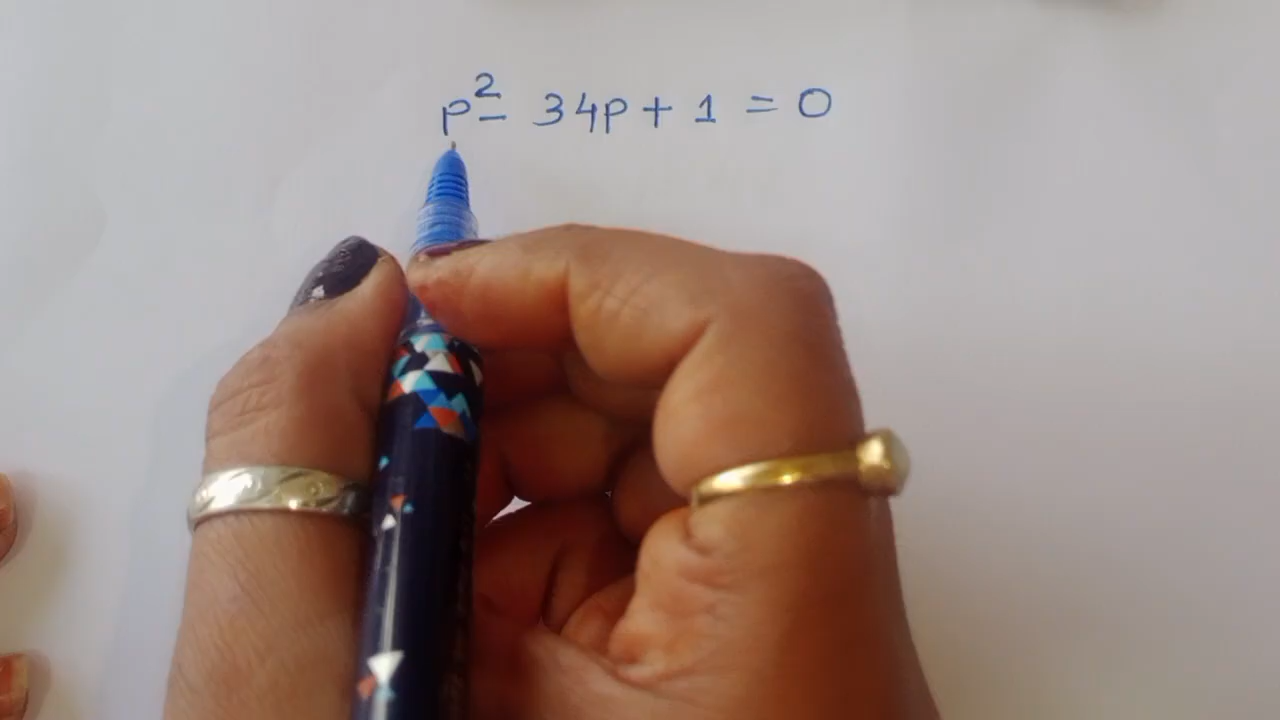 p² - 34p + 1 = 0